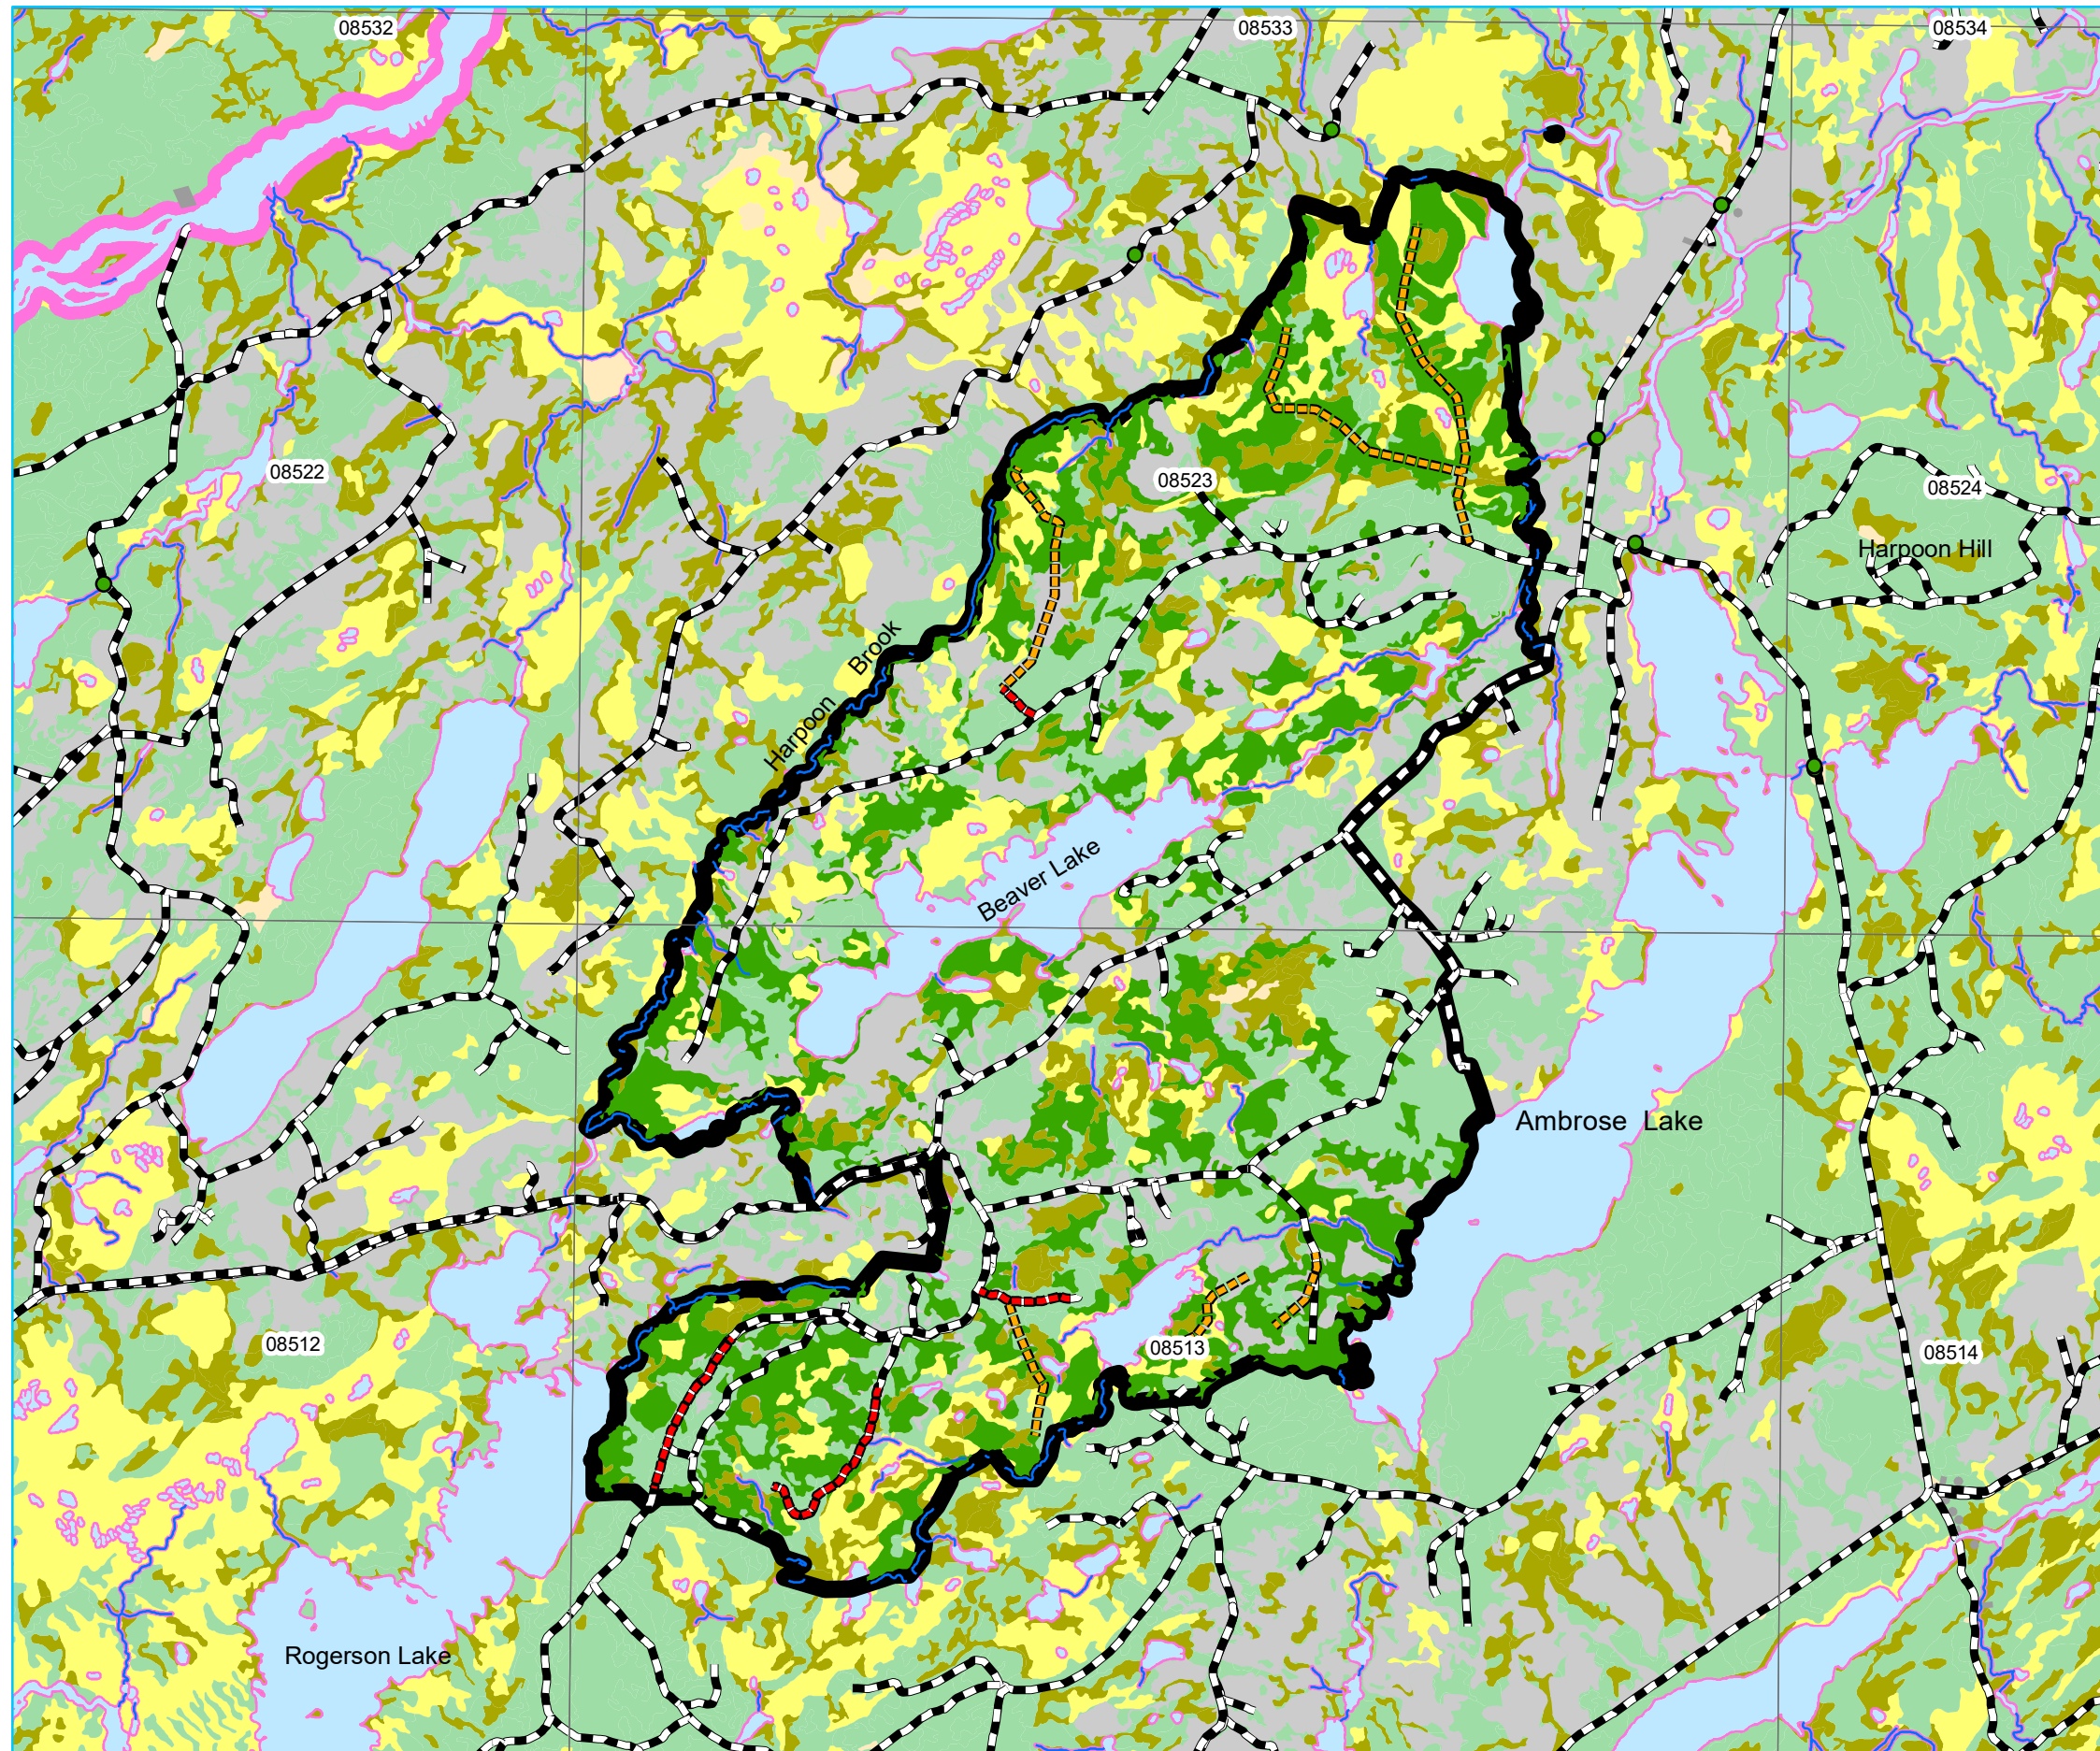 08532
08533
08534
08522
08523
08524
Harpoon Hill
Harpoon Brook
Beaver Lake
Ambrose Lake
08512
08513
08514
Rogerson Lake